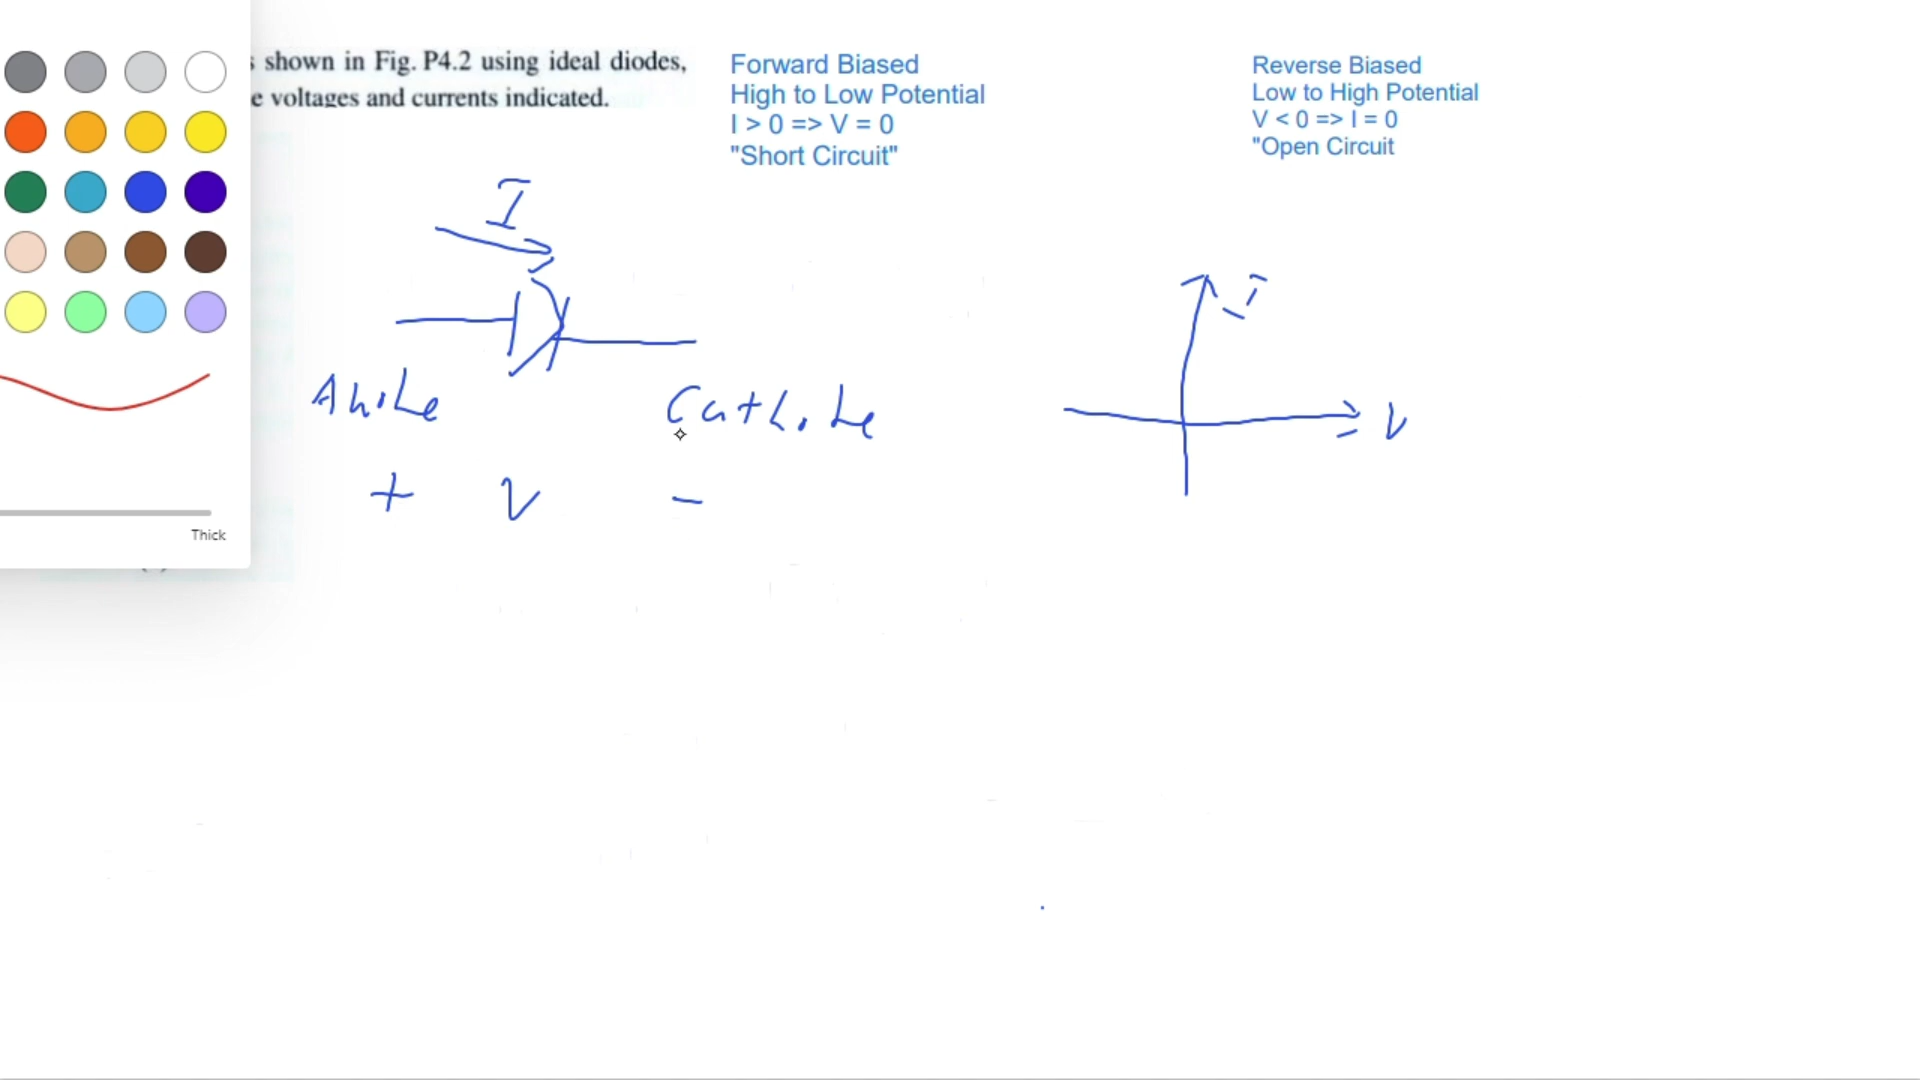 shown in Fig. P4.2 using ideal diodes,
e voltages and currents indicated.
Forward Biased
High to Low Potential
I > 0 => V = 0
"Short Circuit"
Reverse Biased
Low to High Potential
V < 0 => I = 0
"Open Circuit
I
I
Anode
Cathode
V
+ V -
Thick